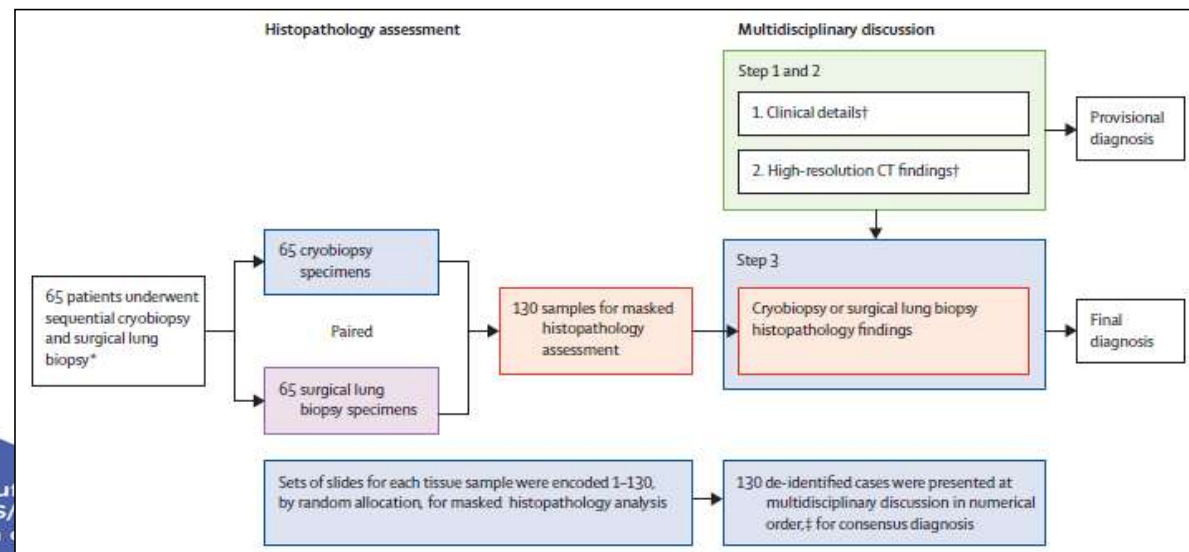 Histopathology assessment
Multidisciplinary discussion
Step 1 and 2
1. Clinical details†
2. High-resolution CT findings†
Provisional
diagnosis
65 patients underwent
sequential cryobiopsy
and surgical lung
biopsy*
65 cryobiopsy
specimens
Paired
65 surgical lung
biopsy specimens
130 samples for masked
histopathology
assessment
Step 3
Cryobiopsy or surgical lung biopsy
histopathology findings
Final
diagnosis
Sets of slides for each tissue sample were encoded 1–130,
by random allocation, for masked histopathology analysis
130 de-identified cases were presented at
multidisciplinary discussion in numerical
order,‡ for consensus diagnosis